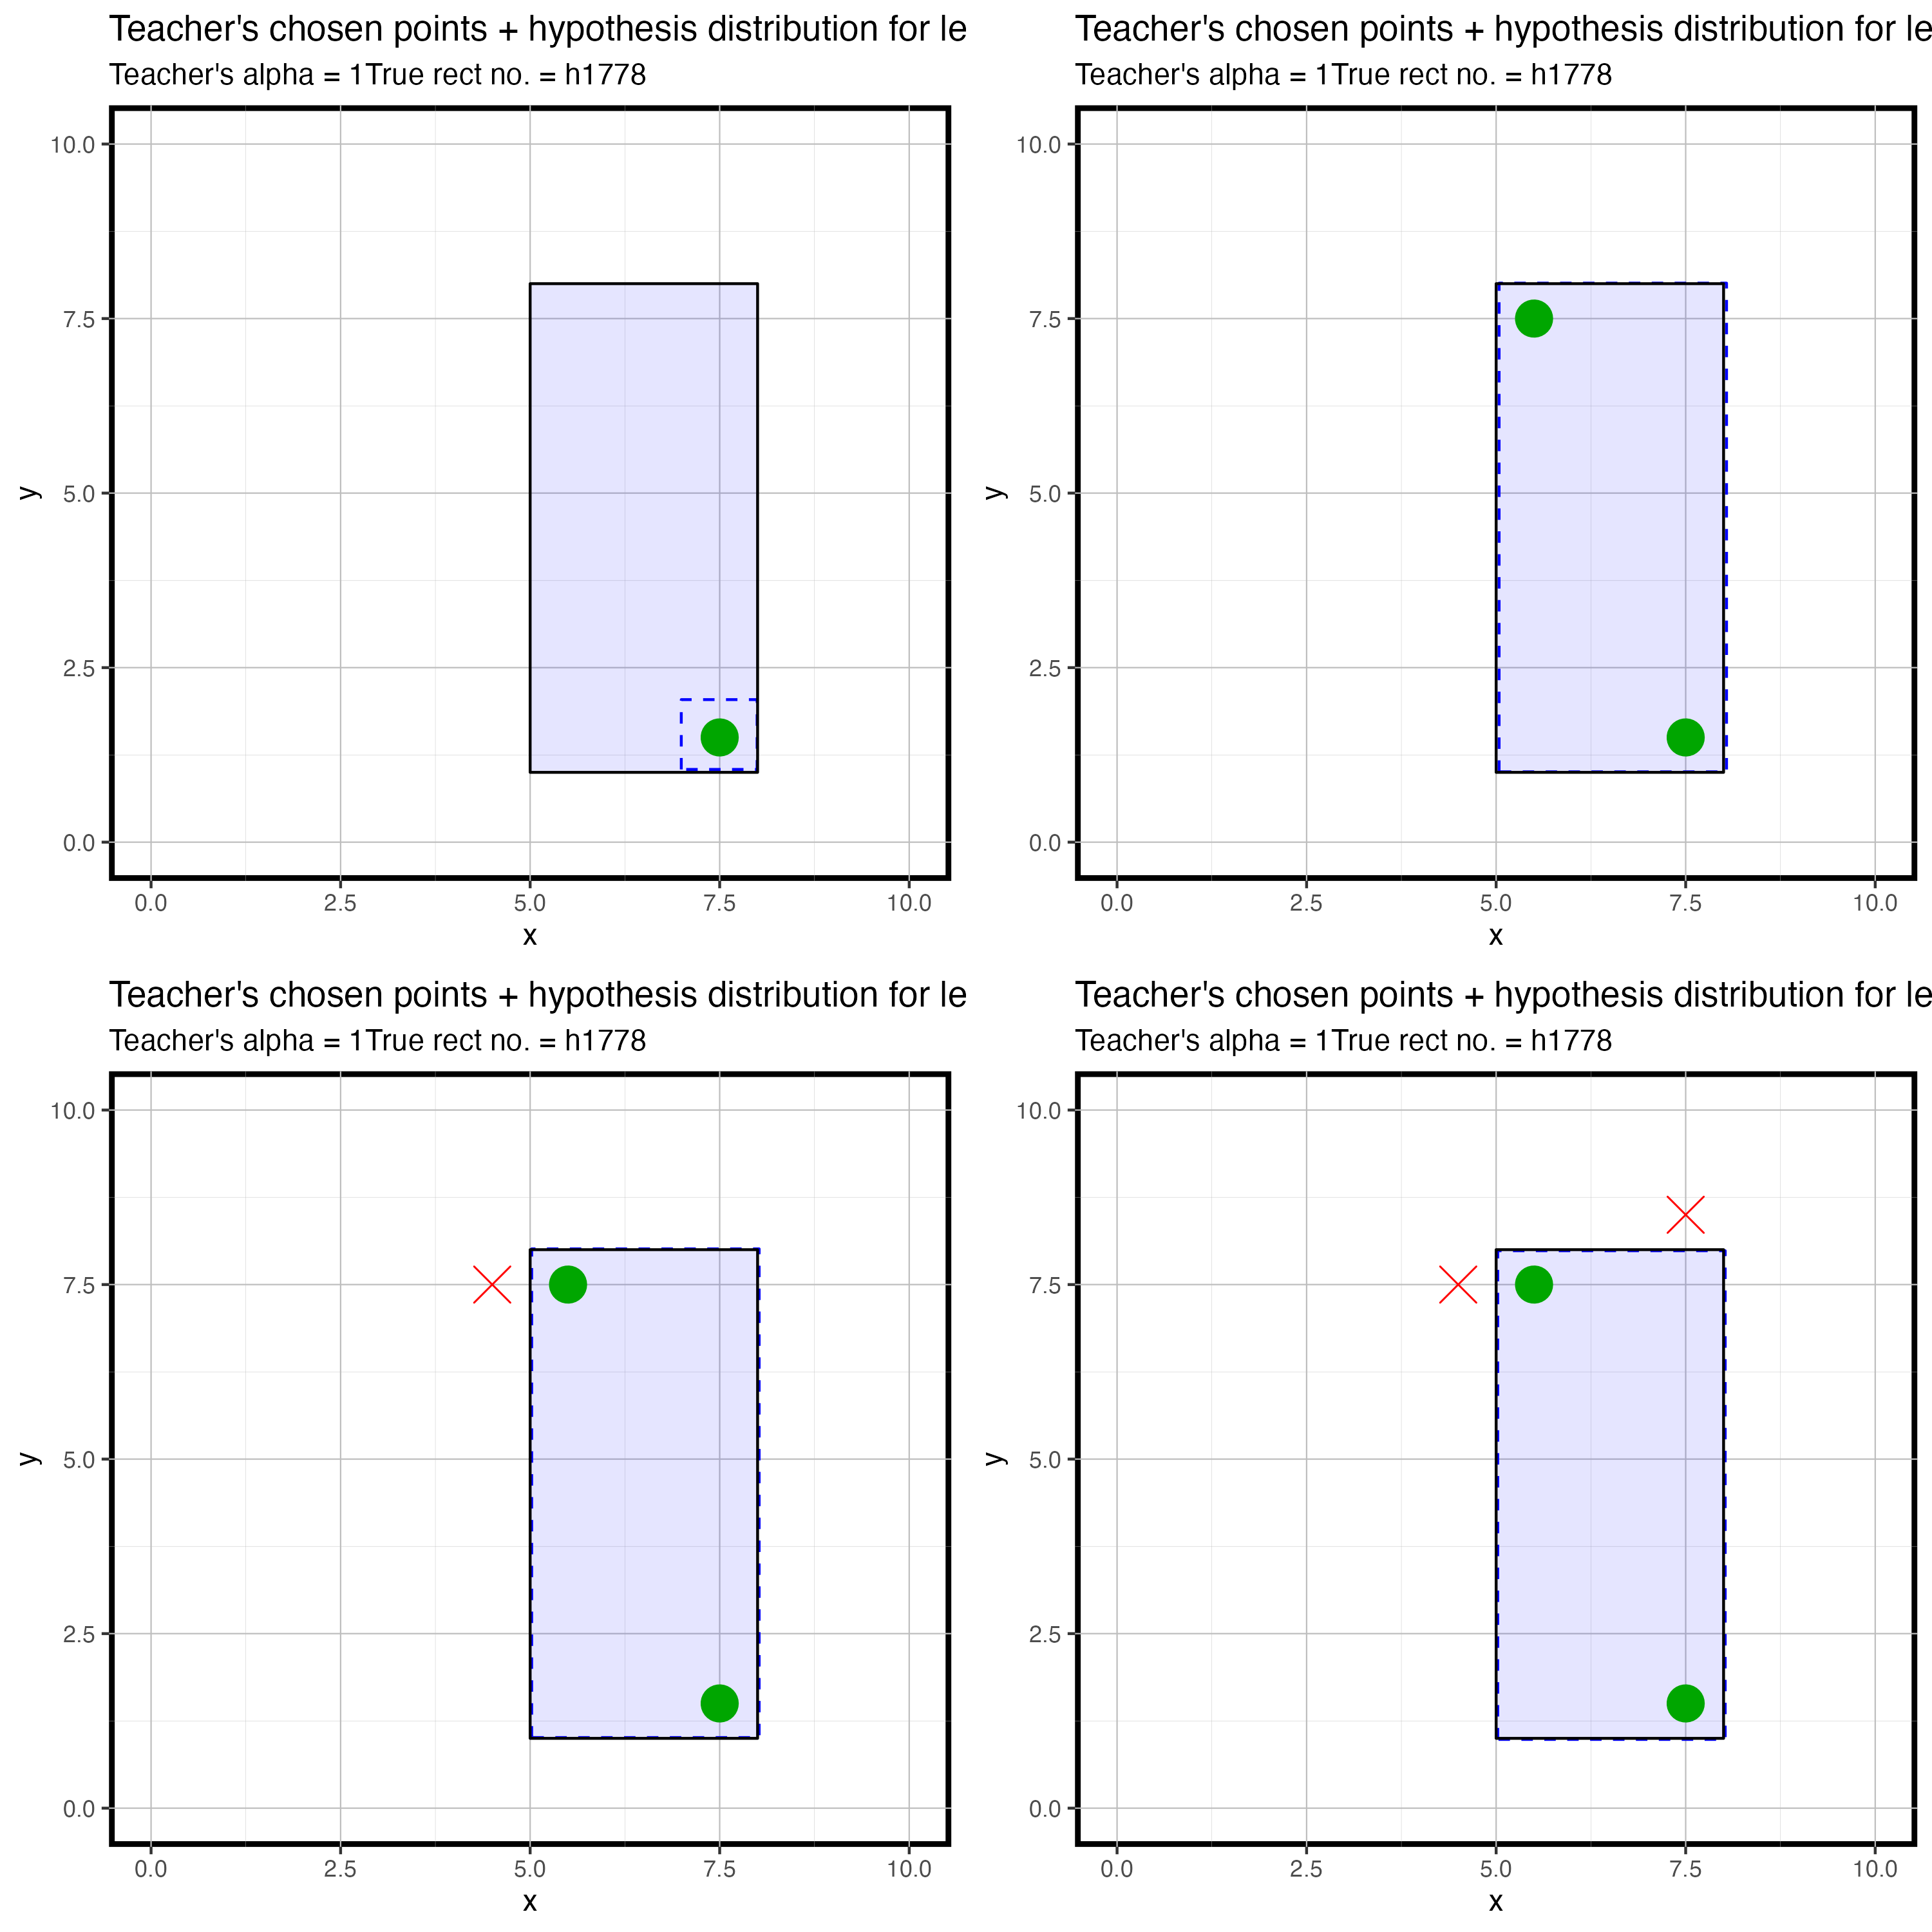 Teacher's chosen points + hypothesis distribution for le
Teacher's alpha = 1True rect no. = h1778
10.0
7.5
5.0
2.5
0.0
y
0.0 2.5 5.0 7.5 10.0
x
Teacher's chosen points + hypothesis distribution for le
Teacher's alpha = 1True rect no. = h1778
10.0
7.5
5.0
2.5
0.0
y
0.0 2.5 5.0 7.5 10.0
x
Teacher's chosen points + hypothesis distribution for le
Teacher's alpha = 1True rect no. = h1778
10.0
7.5
5.0
2.5
0.0
y
0.0 2.5 5.0 7.5 10.0
x
Teacher's chosen points + hypothesis distribution for le
Teacher's alpha = 1True rect no. = h1778
10.0
7.5
5.0
2.5
0.0
y
0.0 2.5 5.0 7.5 10.0
x